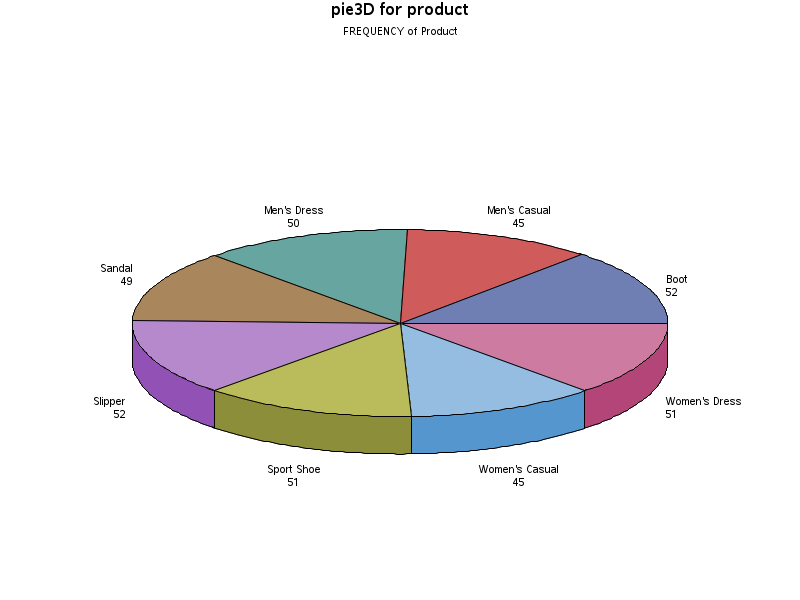 pie3D for product
FREQUENCY of Product
Men's Dress
50
Men's Casual
45
Sandal
49
Boot
52
Slipper
52
Women's Dress
51
Sport Shoe
51
Women's Casual
45